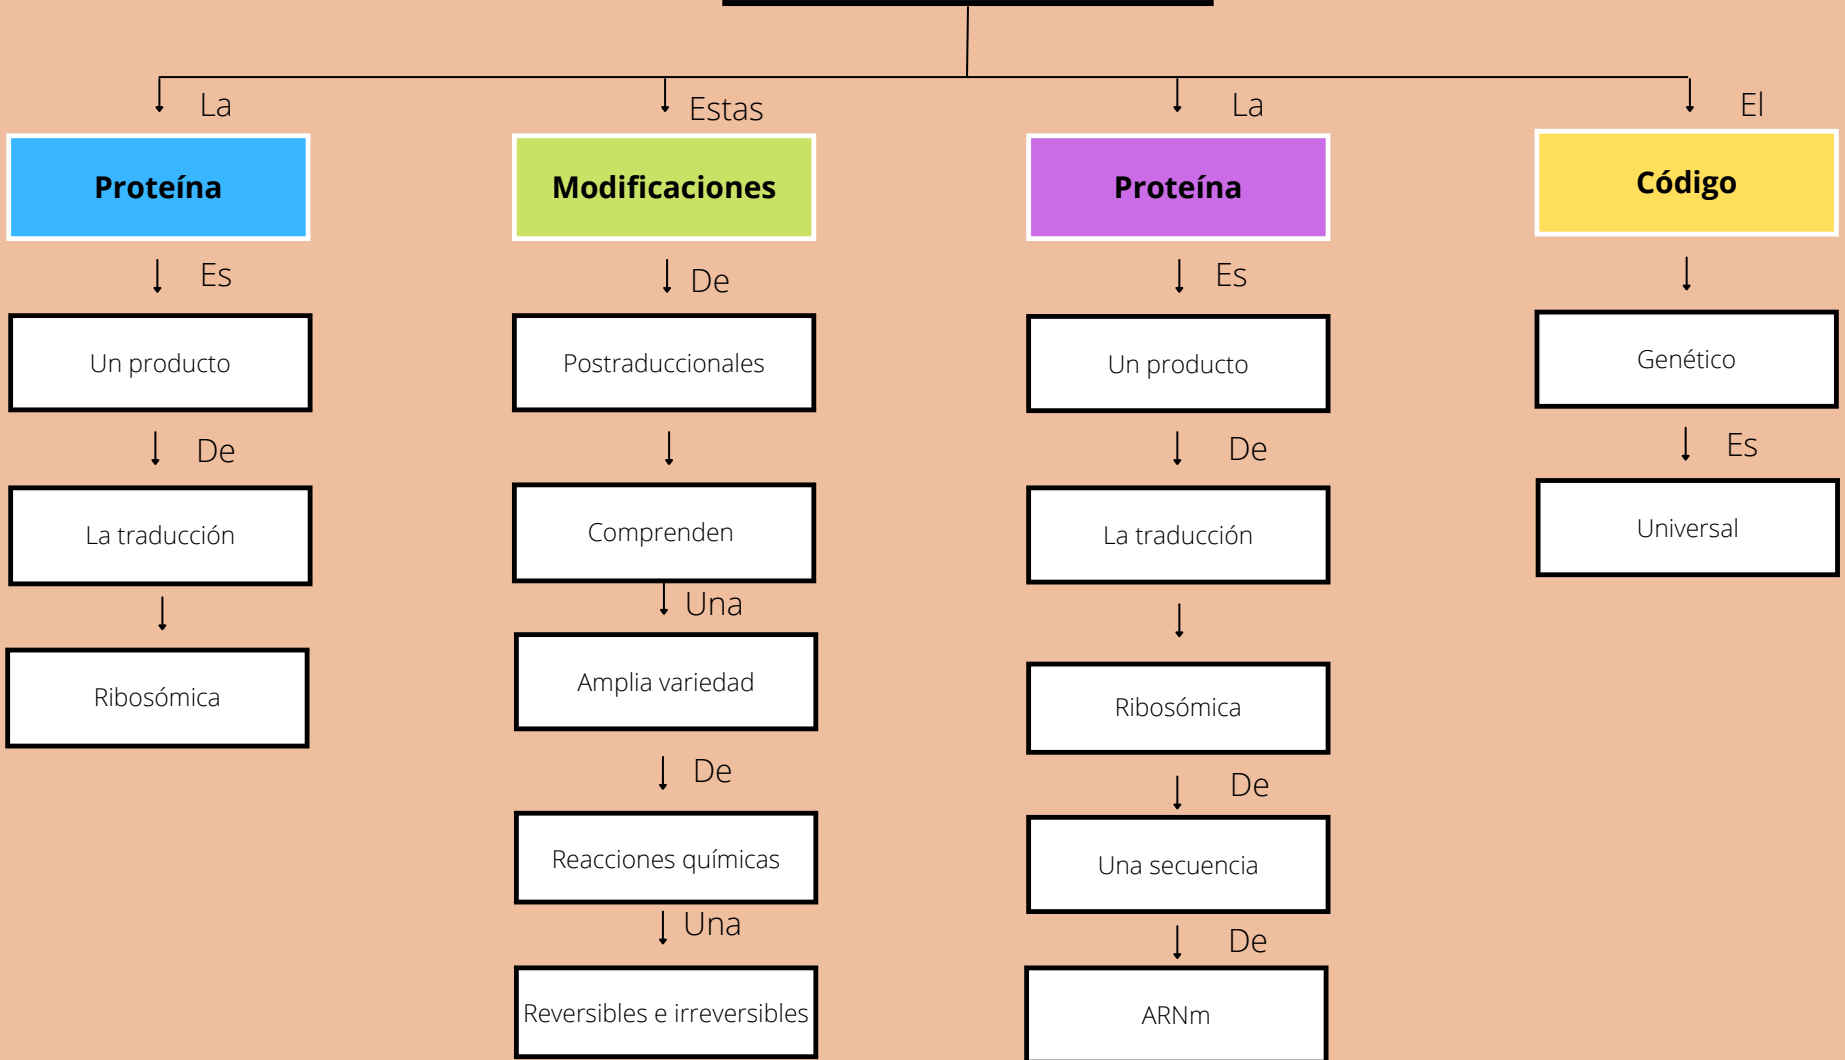 La
Proteína
Es
Un producto
De
La traducción
Ribosómica
Estas
Modificaciones
De
Postraduccionales
Comprenden
Una
Amplia variedad
De
Reacciones químicas
Una
Reversibles e irreversibles
La
Proteína
Es
Un producto
De
La traducción
Ribosómica
De
Una secuencia
De
ARNm
El
Código
Genético
Es
Universal